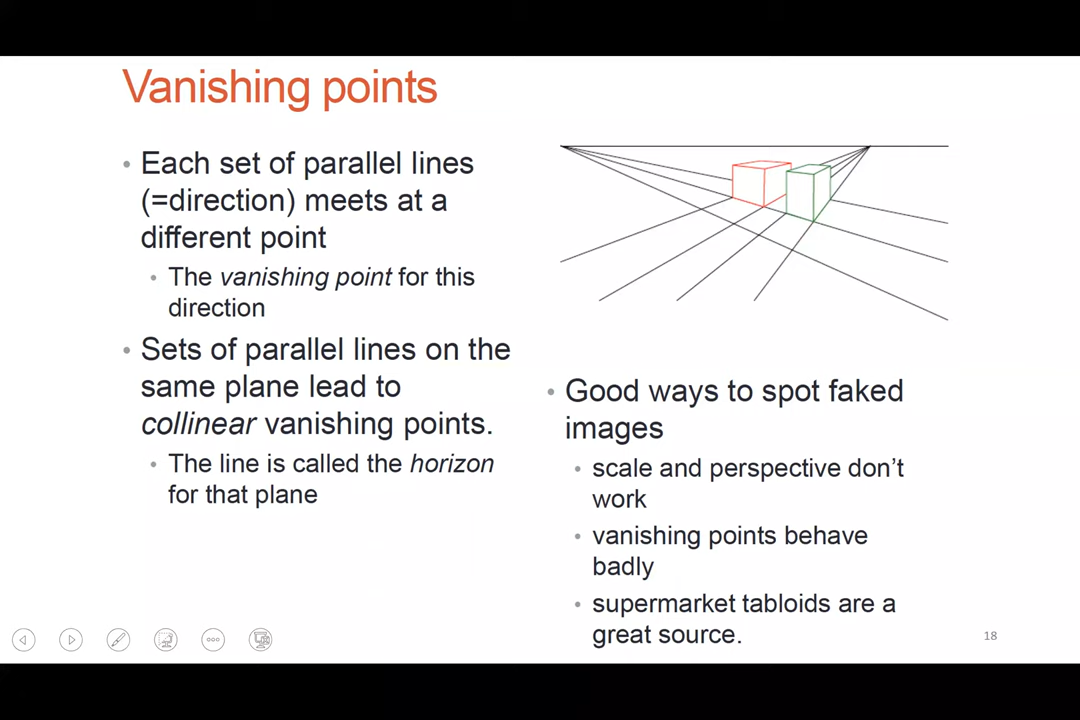 Vanishing points
• Each set of parallel lines
(=direction) meets at a
different point
• The vanishing point for this
direction
• Sets of parallel lines on the
same plane lead to
collinear vanishing points.
• The line is called the horizon
for that plane
• Good ways to spot faked
images
• scale and perspective don’t
work
• vanishing points behave
badly
• supermarket tabloids are a
great source.
18